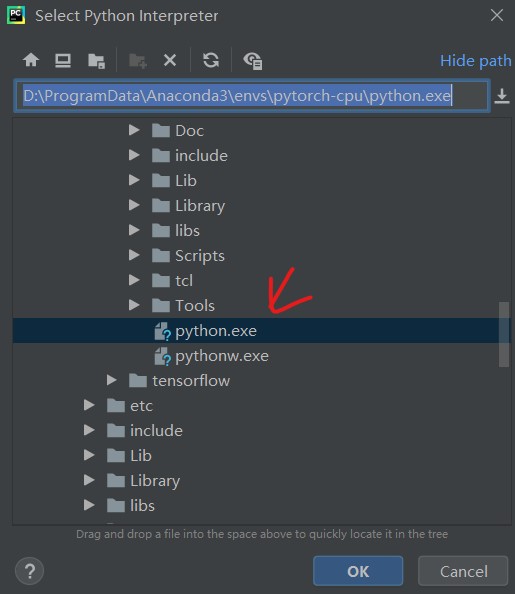 PC
Select Python Interpreter
Hide path
D:\ProgramData\Anaconda3\envs\pytorch-cpu\python.exe
Doc
include
Lib
Library
libs
Scripts
tcl
Tools
python.exe
pythonw.exe
tensorflow
etc
include
Lib
Library
libs
Drag and drop a file into the space above to quickly locate it in the tree
?
OK
Cancel